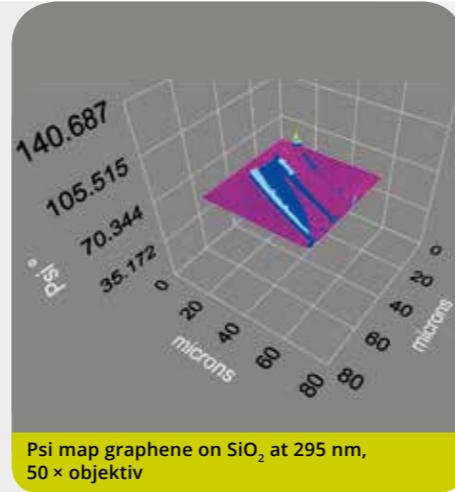 140.687
105.515
70.344
35.172
Psi °
0
20
40
60
80
microns
0
20
40
60
80
microns
Psi map graphene on SiO₂ at 295 nm,
50 × objektiv